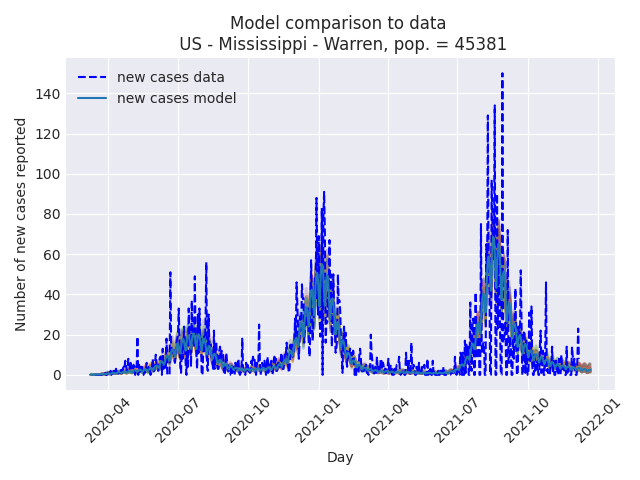 Model comparison to data
US - Mississippi - Warren, pop. = 45381
new cases data
new cases model
Number of new cases reported
140
120
100
80
60
40
20
0
2020-04
2020-07
2020-10
2021-01
2021-04
2021-07
2021-10
2022-01
Day